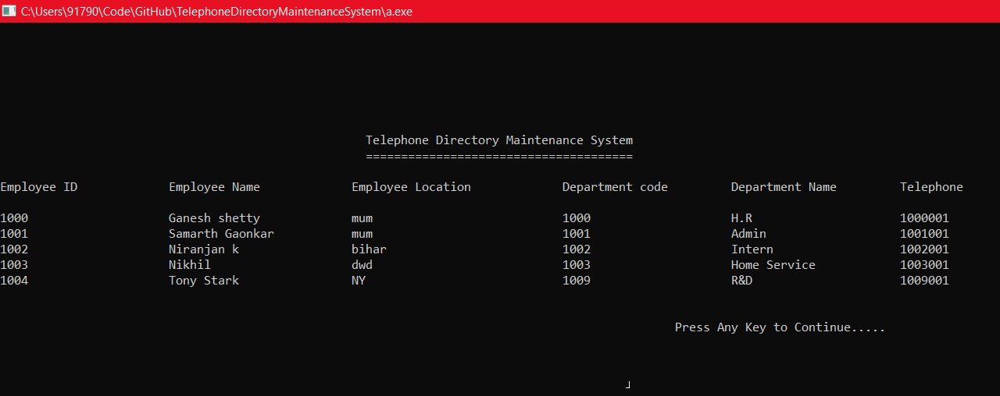 C:\Users\91790\Code\GitHub\TelephoneDirectoryMaintenanceSystem\a.exe
Telephone Directory Maintenance System
======================================
Employee ID Employee Name Employee Location Department code Department Name Telephone
1000 Ganesh shetty mum 1000 H.R 1000001
1001 Samarth Gaonkar mum 1001 Admin 1001001
1002 Niranjan k bihar 1002 Intern 1002001
1003 Nikhil dwd 1003 Home Service 1003001
1004 Tony Stark NY 1009 R&D 1009001
Press Any Key to Continue.....
┘